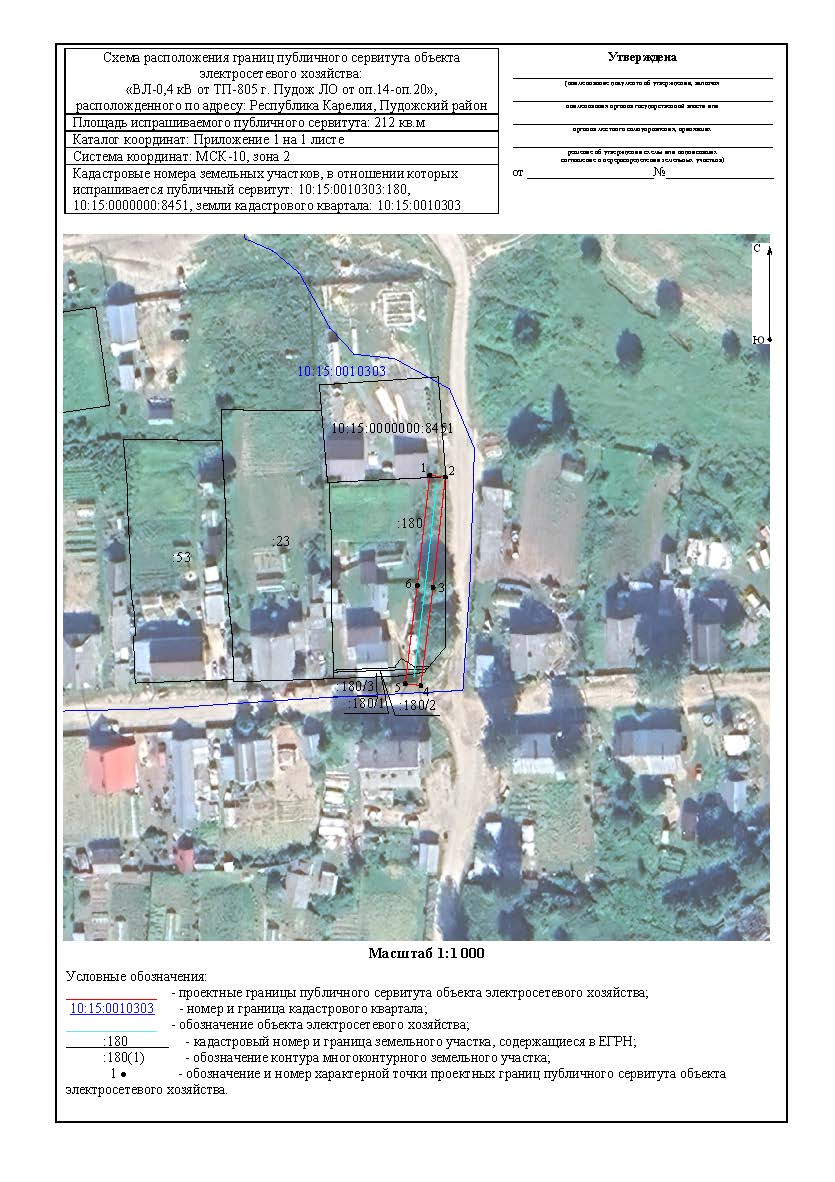 Схема расположения границ публичного сервитута объекта
электросетевого хозяйства:
«ВЛ-0,4 кВ от ТП-805 г. Пудож ЛО от оп.14-оп.20»,
расположенного по адресу: Республика Карелия, Пудожский район
Площадь испрашиваемого публичного сервитута: 212 кв.м
Каталог координат: Приложение 1 на 1 листе
Система координат: МСК-10, зона 2
Кадастровые номера земельных участков, в отношении которых
испрашивается публичный сервитут: 10:15:0010303:180,
10:15:0000000:8451, земли кадастрового квартала: 10:15:0010303
Утверждена
от
№
С
Ю
10:15:0010303
10:15:0000000:8451
1
2
:180
:23
:53
6
3
:180/3
5
4
:180/1
:180/2
Масштаб 1:1 000
Условные обозначения:
- проектные границы публичного сервитута объекта электросетевого хозяйства;
10:15:0010303 - номер и граница кадастрового квартала;
- обозначение объекта электросетевого хозяйства;
:180 - кадастровый номер и граница земельного участка, содержащиеся в ЕГРН;
:180(1) - обозначение контура многоконтурного земельного участка;
1 ● - обозначение и номер характерной точки проектных границ публичного сервитута объекта
электросетевого хозяйства.